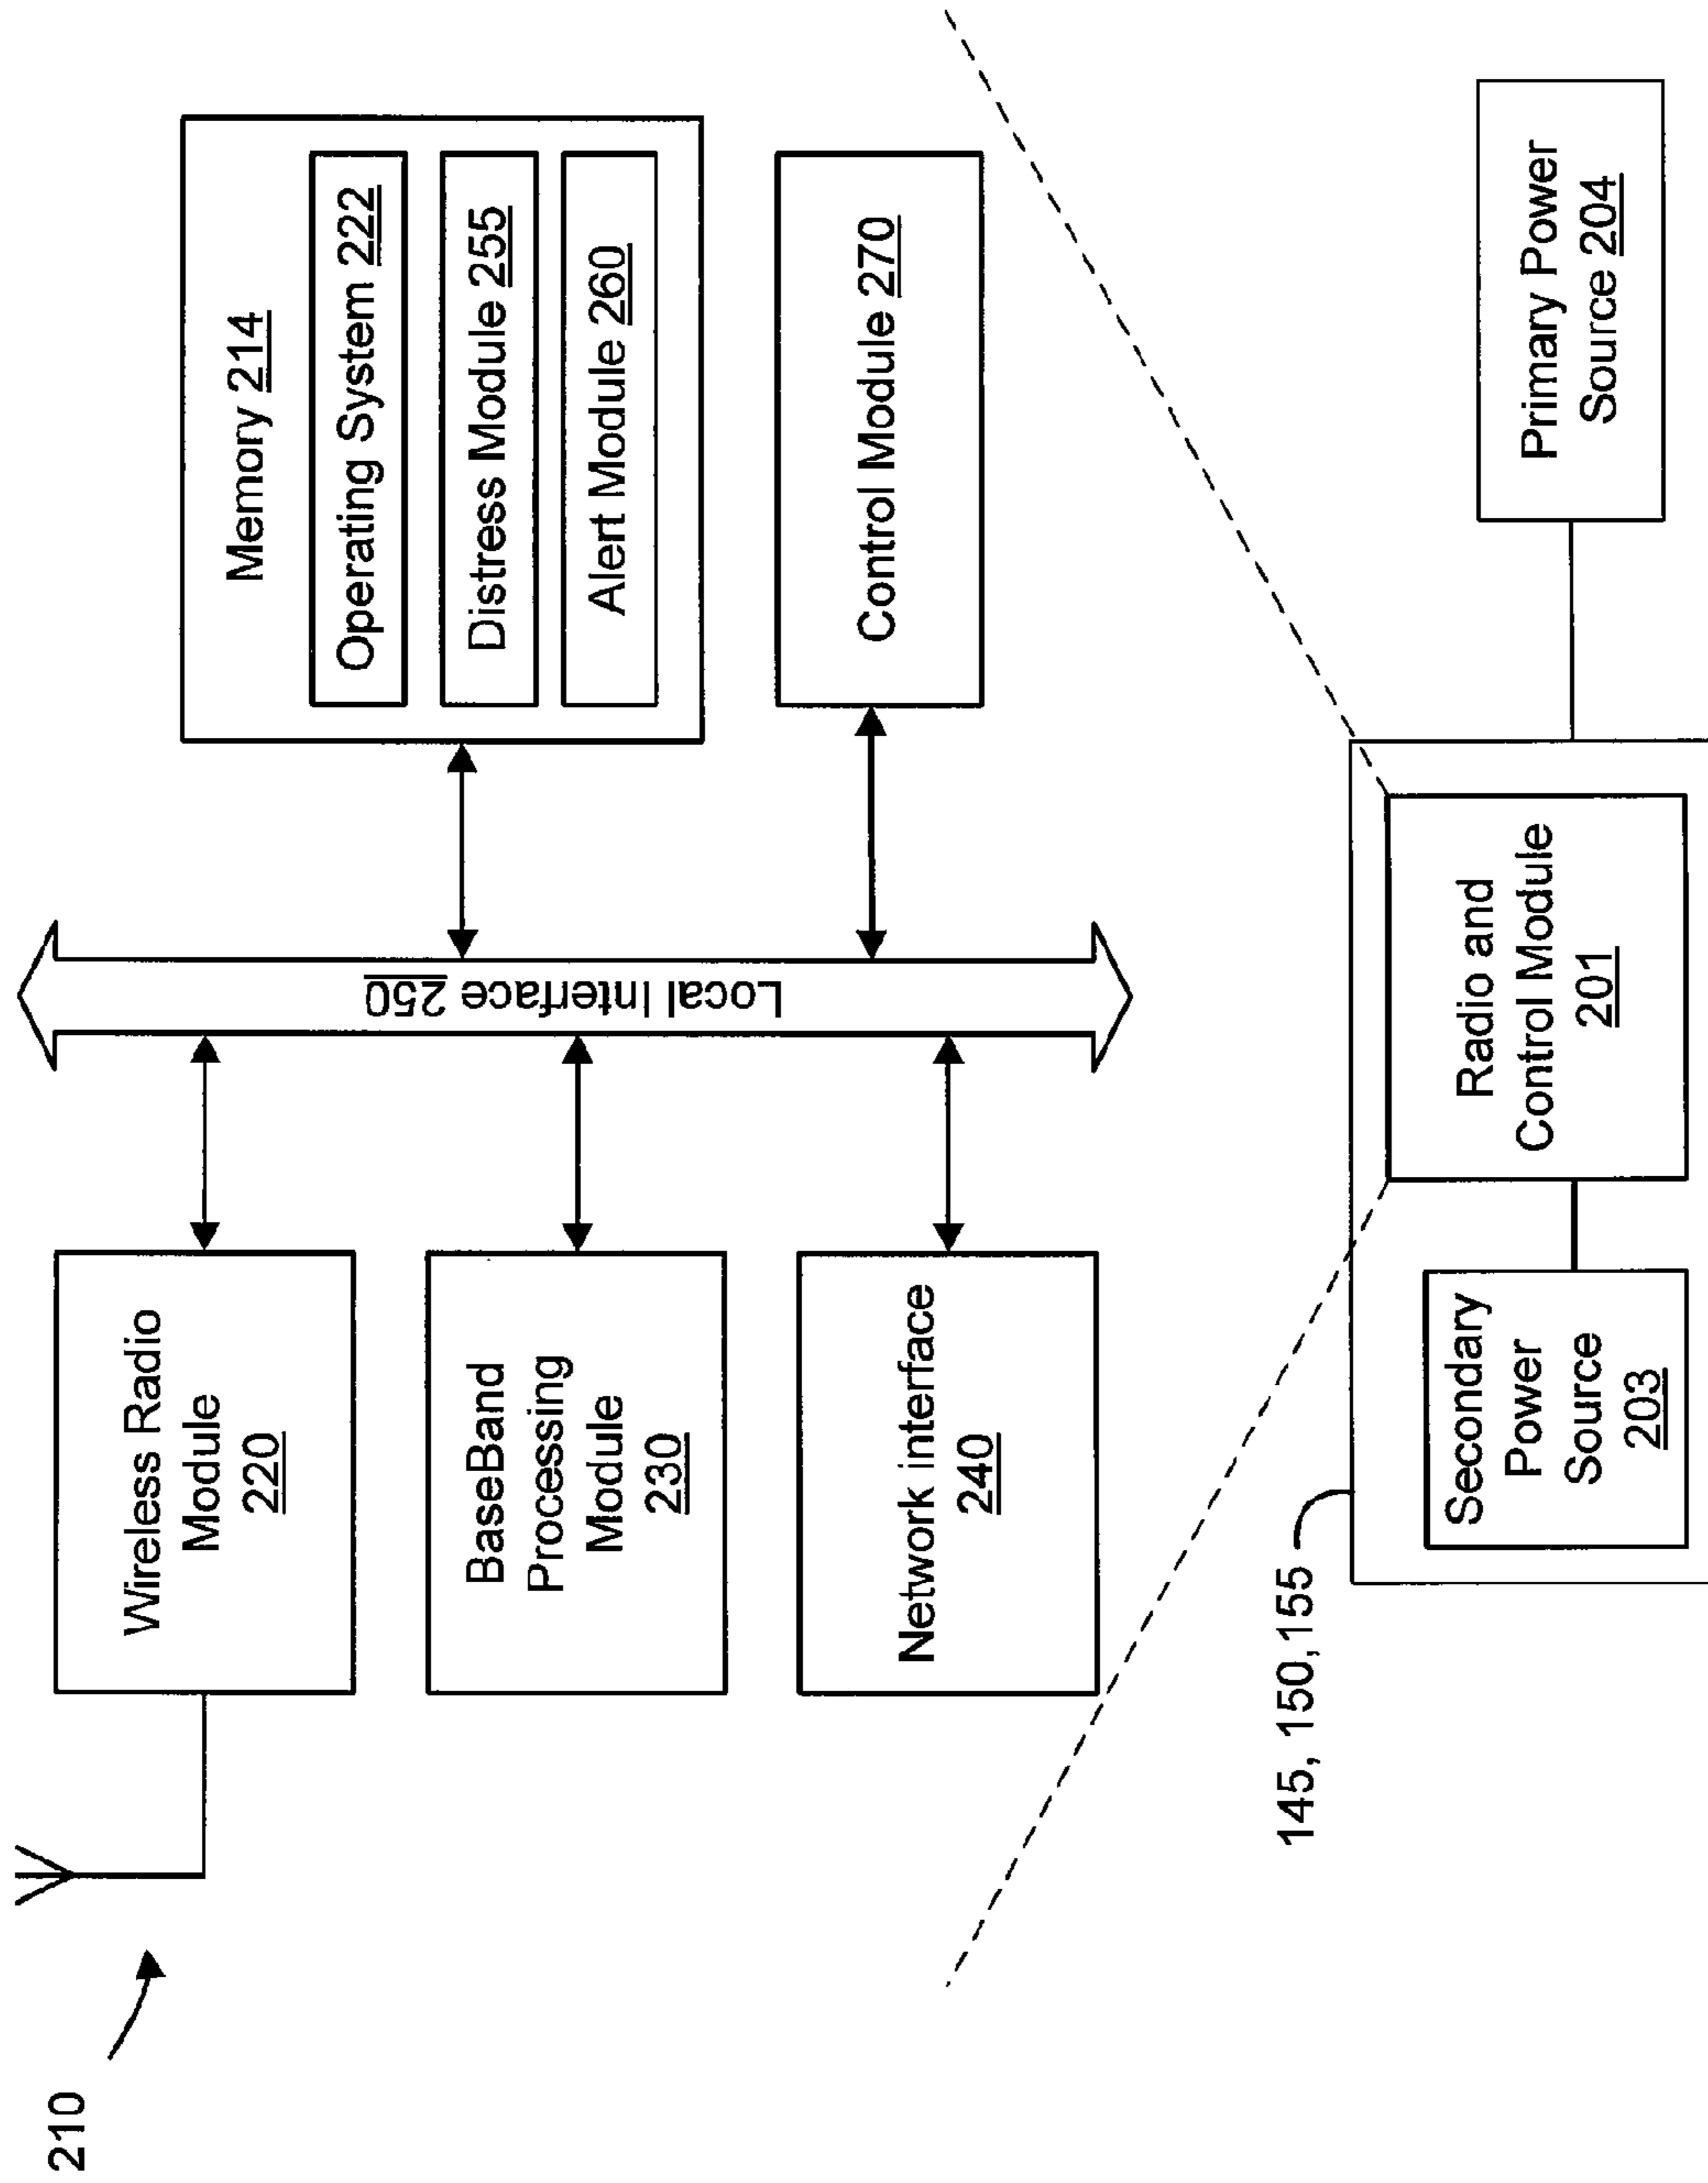 210
Wireless Radio
Module
220
BaseBand
Processing
Module
230
Network interface
240
Local Interface 250
Memory 214
Operating System 222
Distress Module 255
Alert Module 260
Control Module 270
145, 150,155
Secondary
Power
Source
203
Radio and
Control Module
201
Primary Power
Source 204